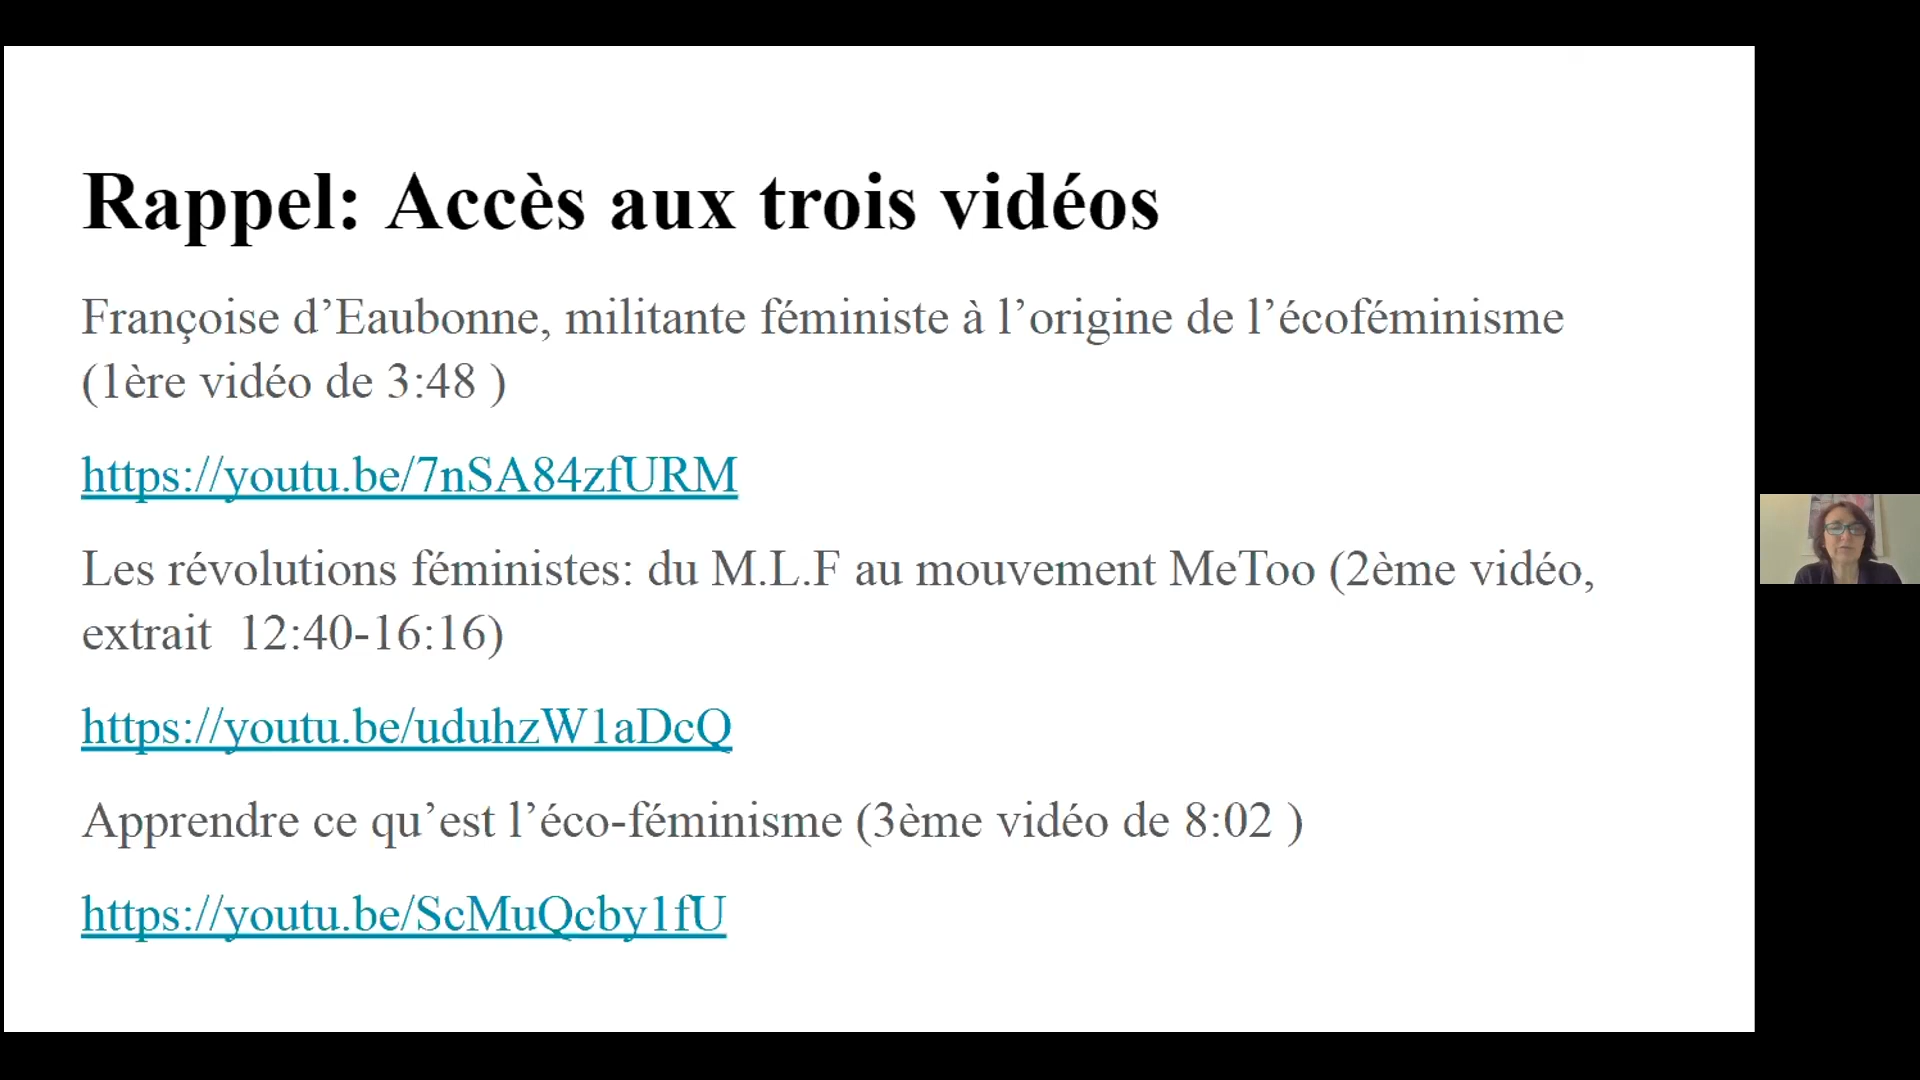 Rappel: Accès aux trois vidéos
Françoise d’Eaubonne, militante féministe à l’origine de l’écoféminisme
(1ère vidéo de 3:48 )
https://youtu.be/7nSA84zfURM
Les révolutions féministes: du M.L.F au mouvement MeToo (2ème vidéo,
extrait  12:40-16:16)
https://youtu.be/uduhzW1aDcQ
Apprendre ce qu’est l’éco-féminisme (3ème vidéo de 8:02 )
https://youtu.be/ScMuQcby1fU